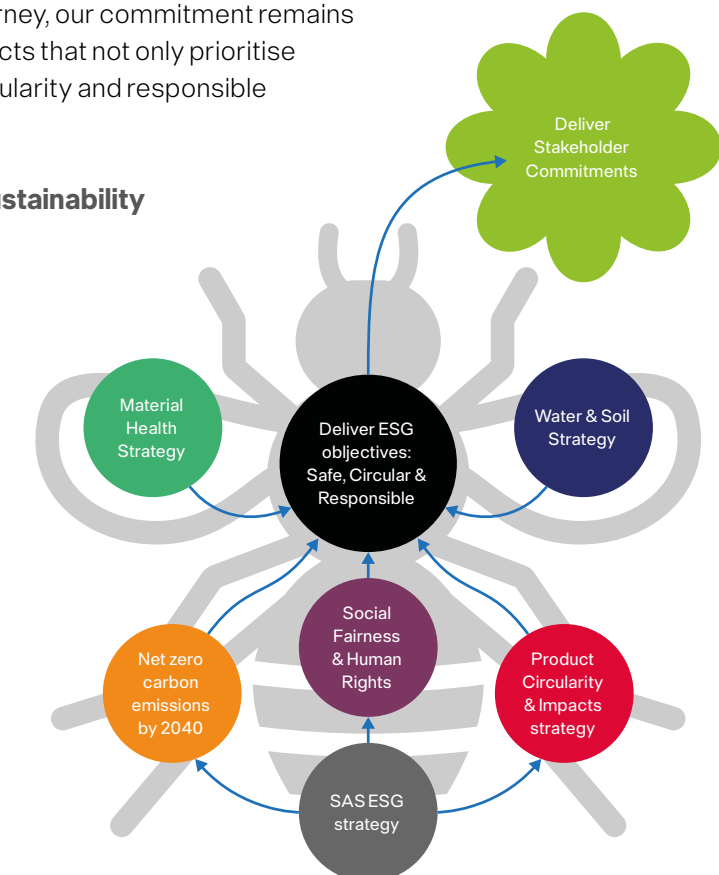 rney, our commitment remains
cts that not only prioritise
ularity and responsible
stainability
Deliver
Stakeholder
Commitments
Material
Health
Strategy
Deliver ESG
obljectives:
Safe, Circular &
Responsible
Water & Soil
Strategy
Net zero
carbon
emissions
by 2040
Social
Fairness
& Human
Rights
Product
Circularity
& Impacts
strategy
SAS ESG
strategy